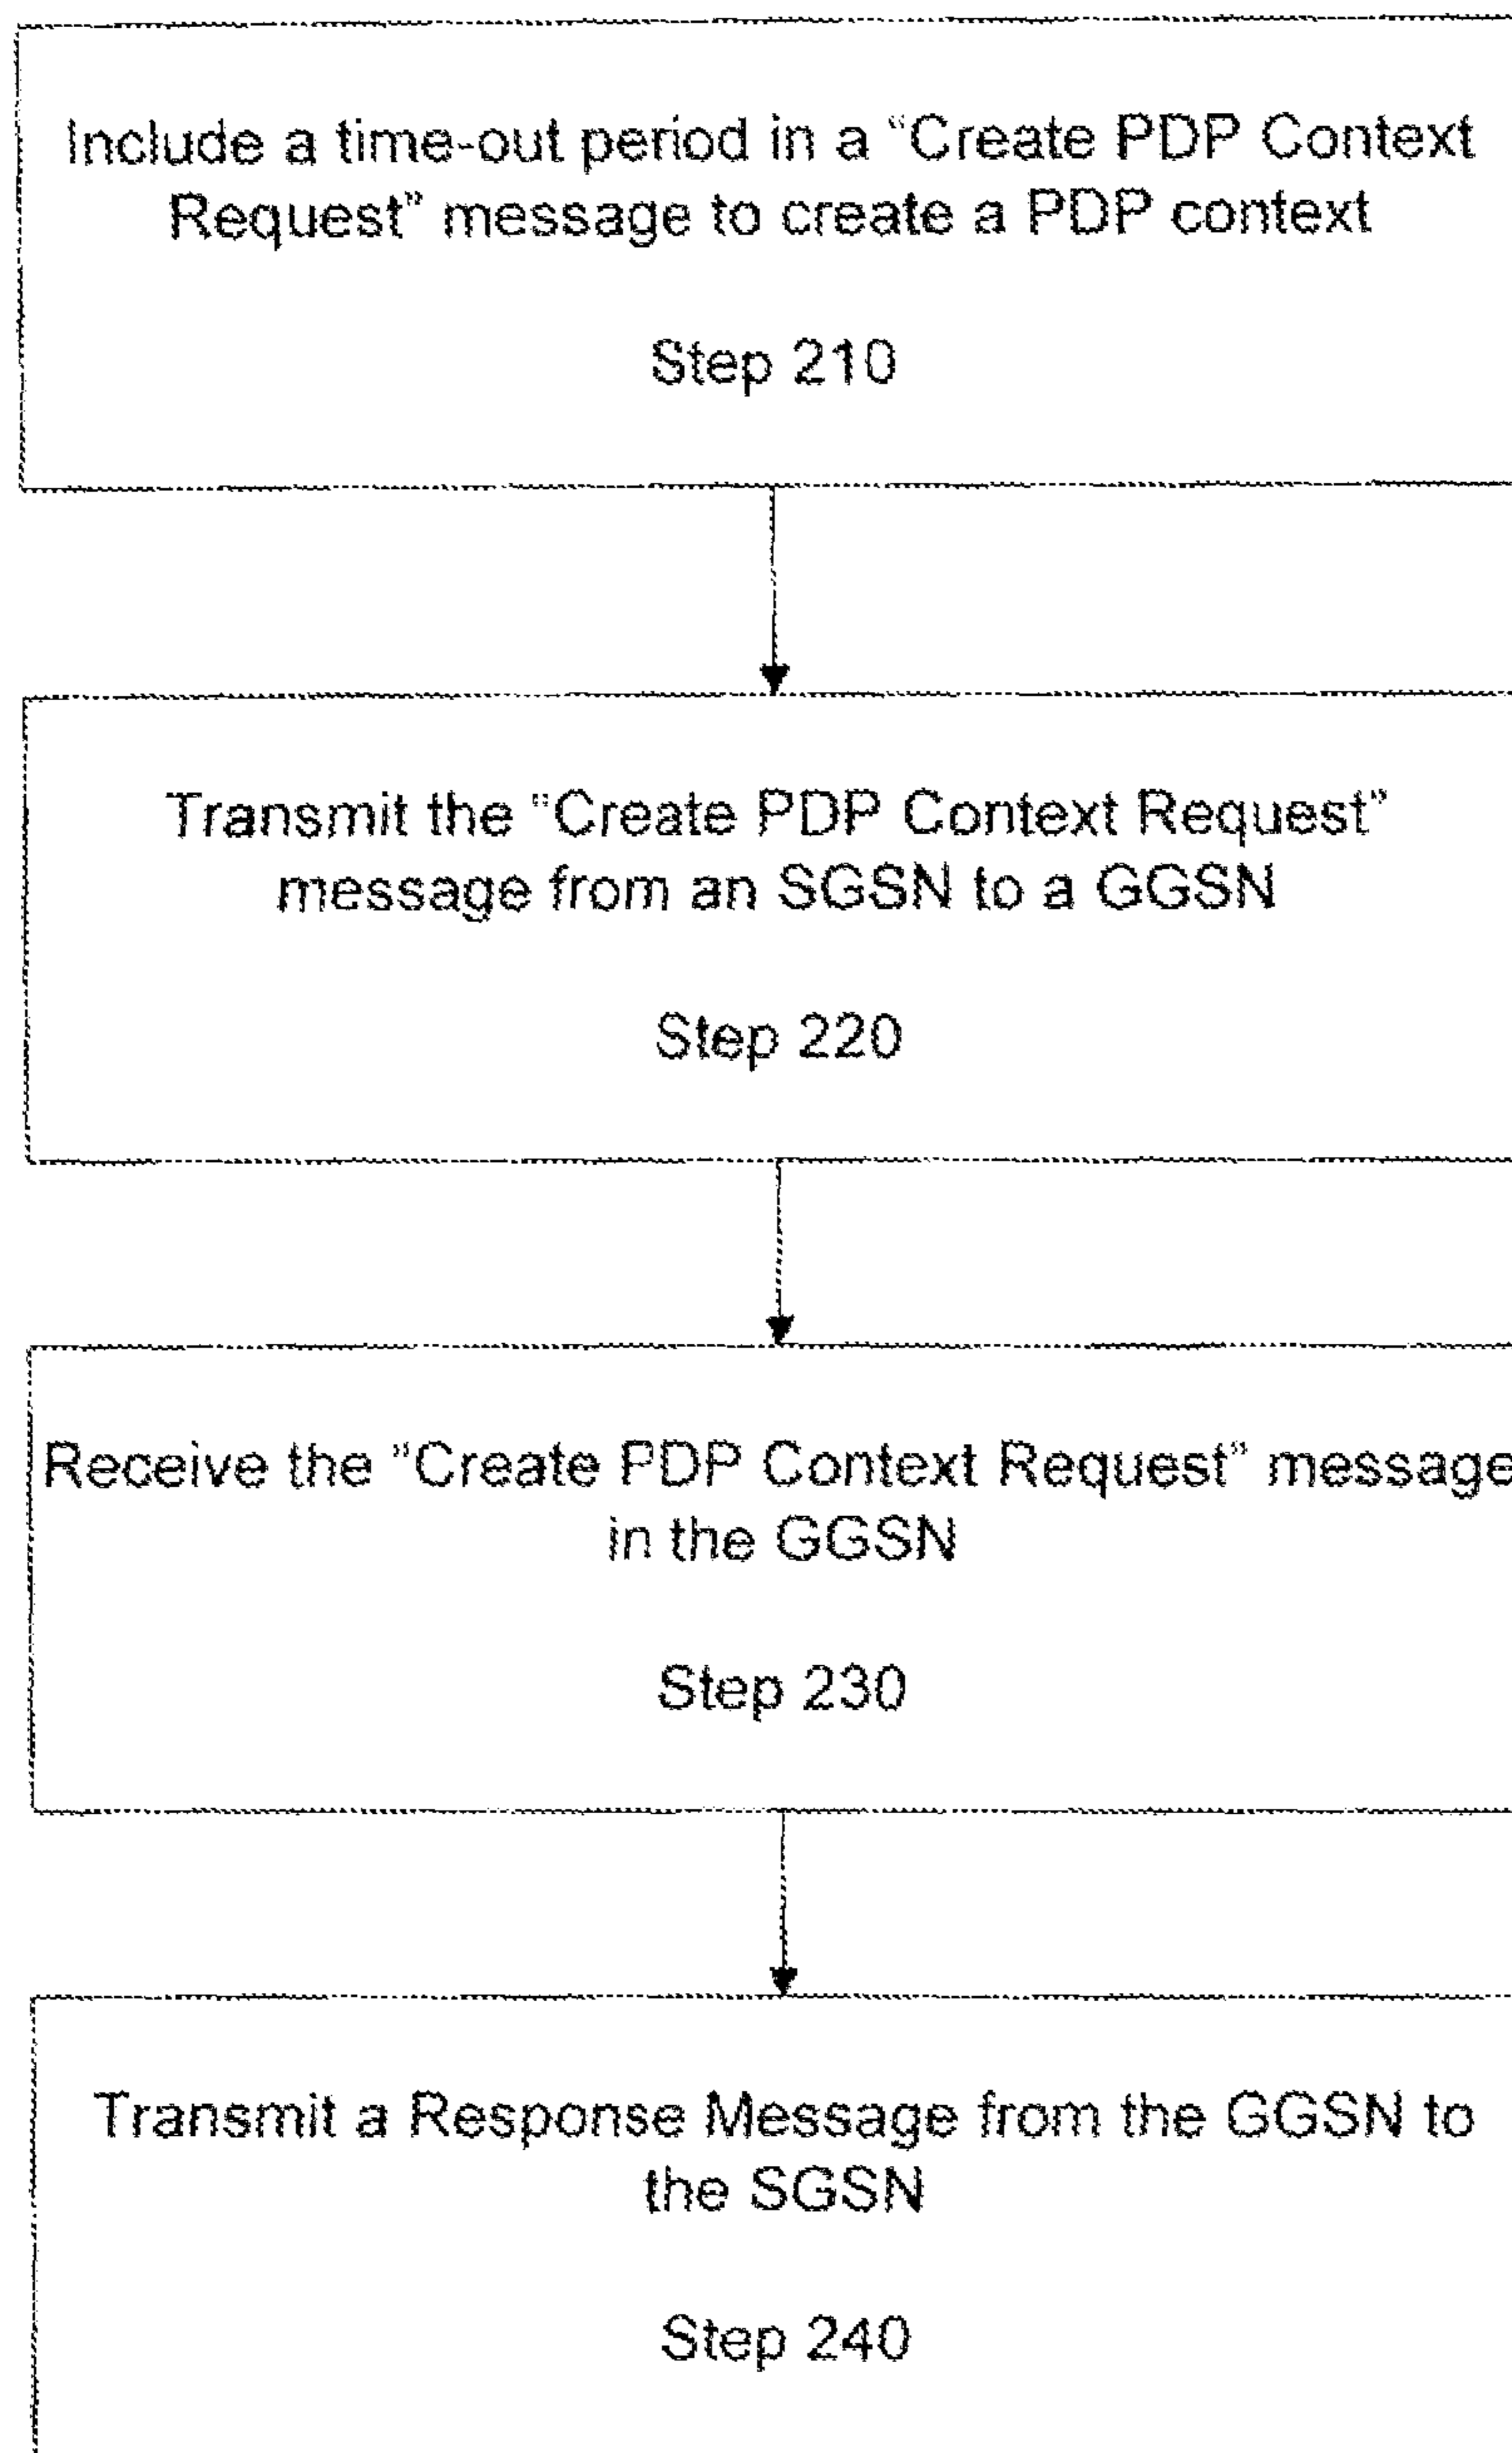 Include a time-out period in a “Create PDP Context
Request” message to create a PDP context
Step 210
Transmit the “Create PDP Context Request”
message from an SGSN to a GGSN
Step 220
Receive the “Create PDP Context Request” message
in the GGSN
Step 230
Transmit a Response Message from the GGSN to
the SGSN
Step 240